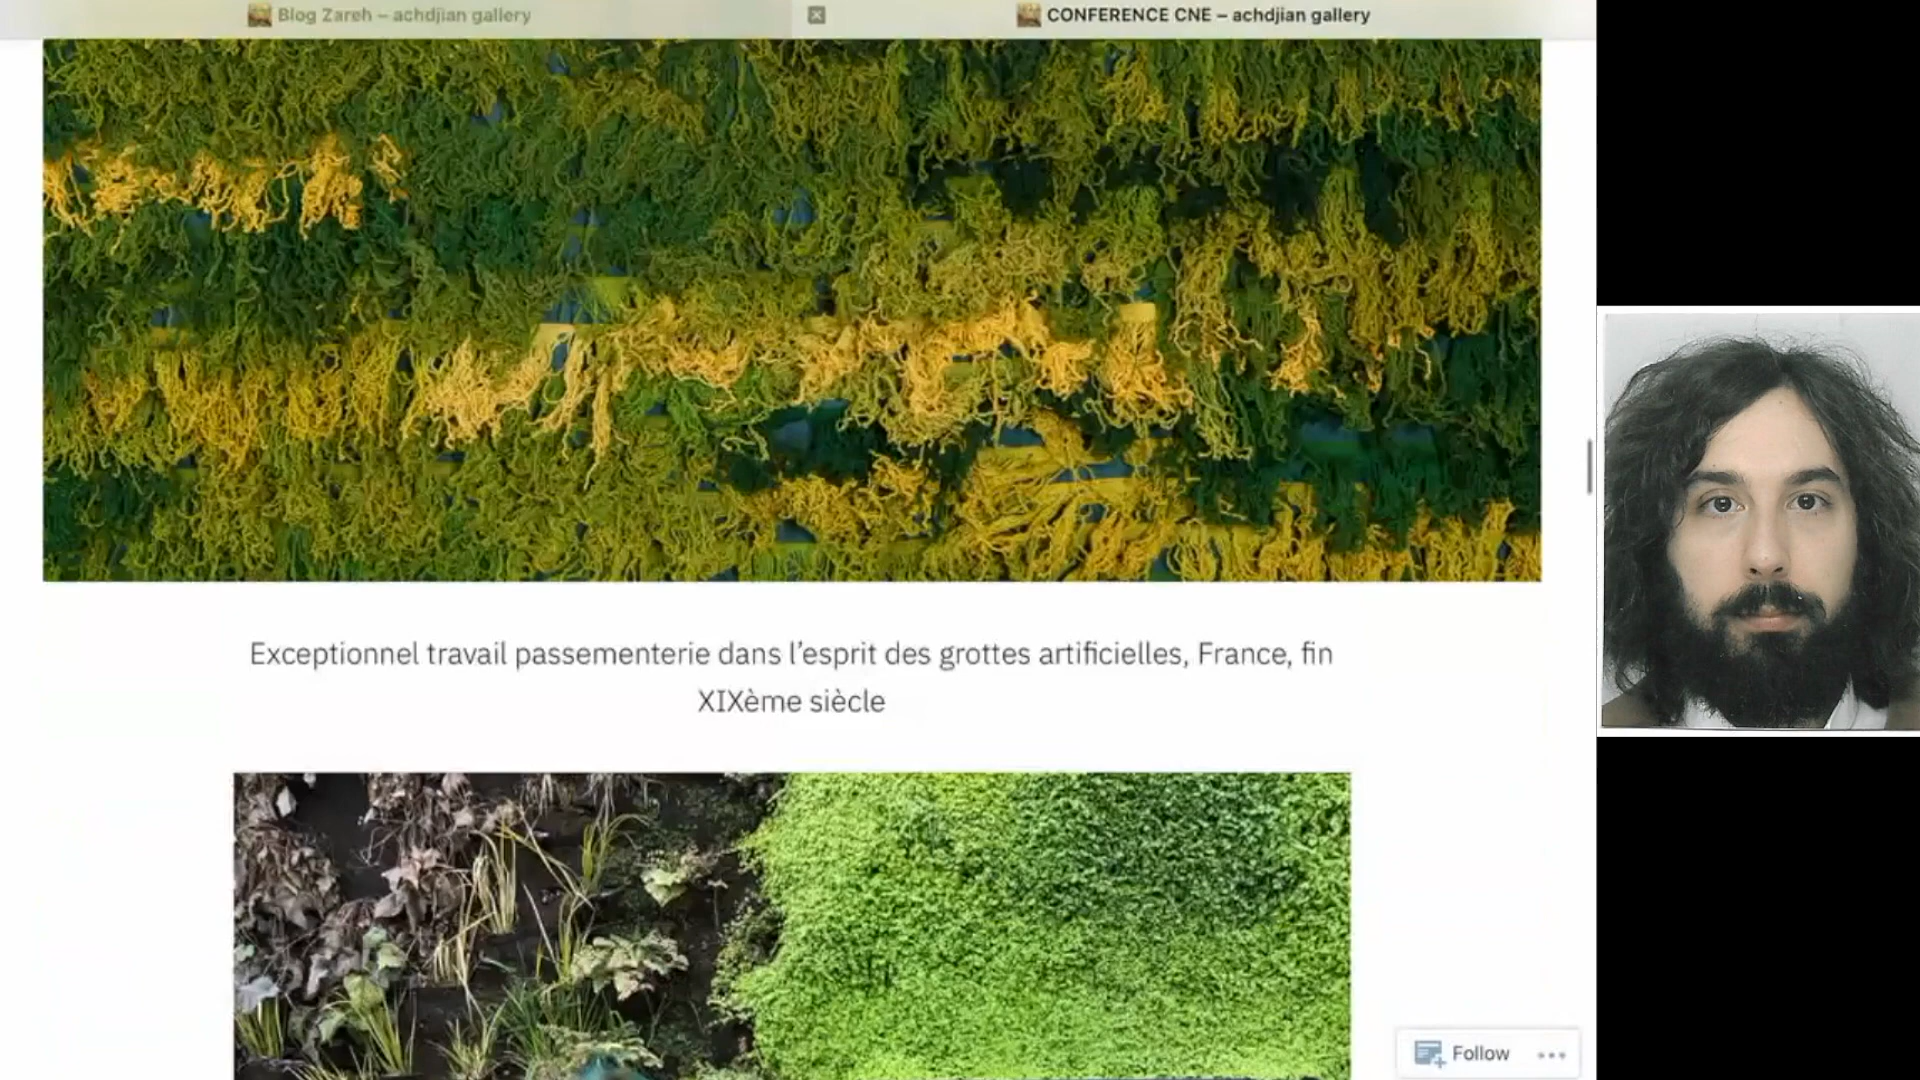 Blog Zareh – achdjian gallery
CONFERENCE CNE – achdjian gallery
Exceptionnel travail passementerie dans l’esprit des grottes artificielles, France, fin
XIXème siècle
Follow